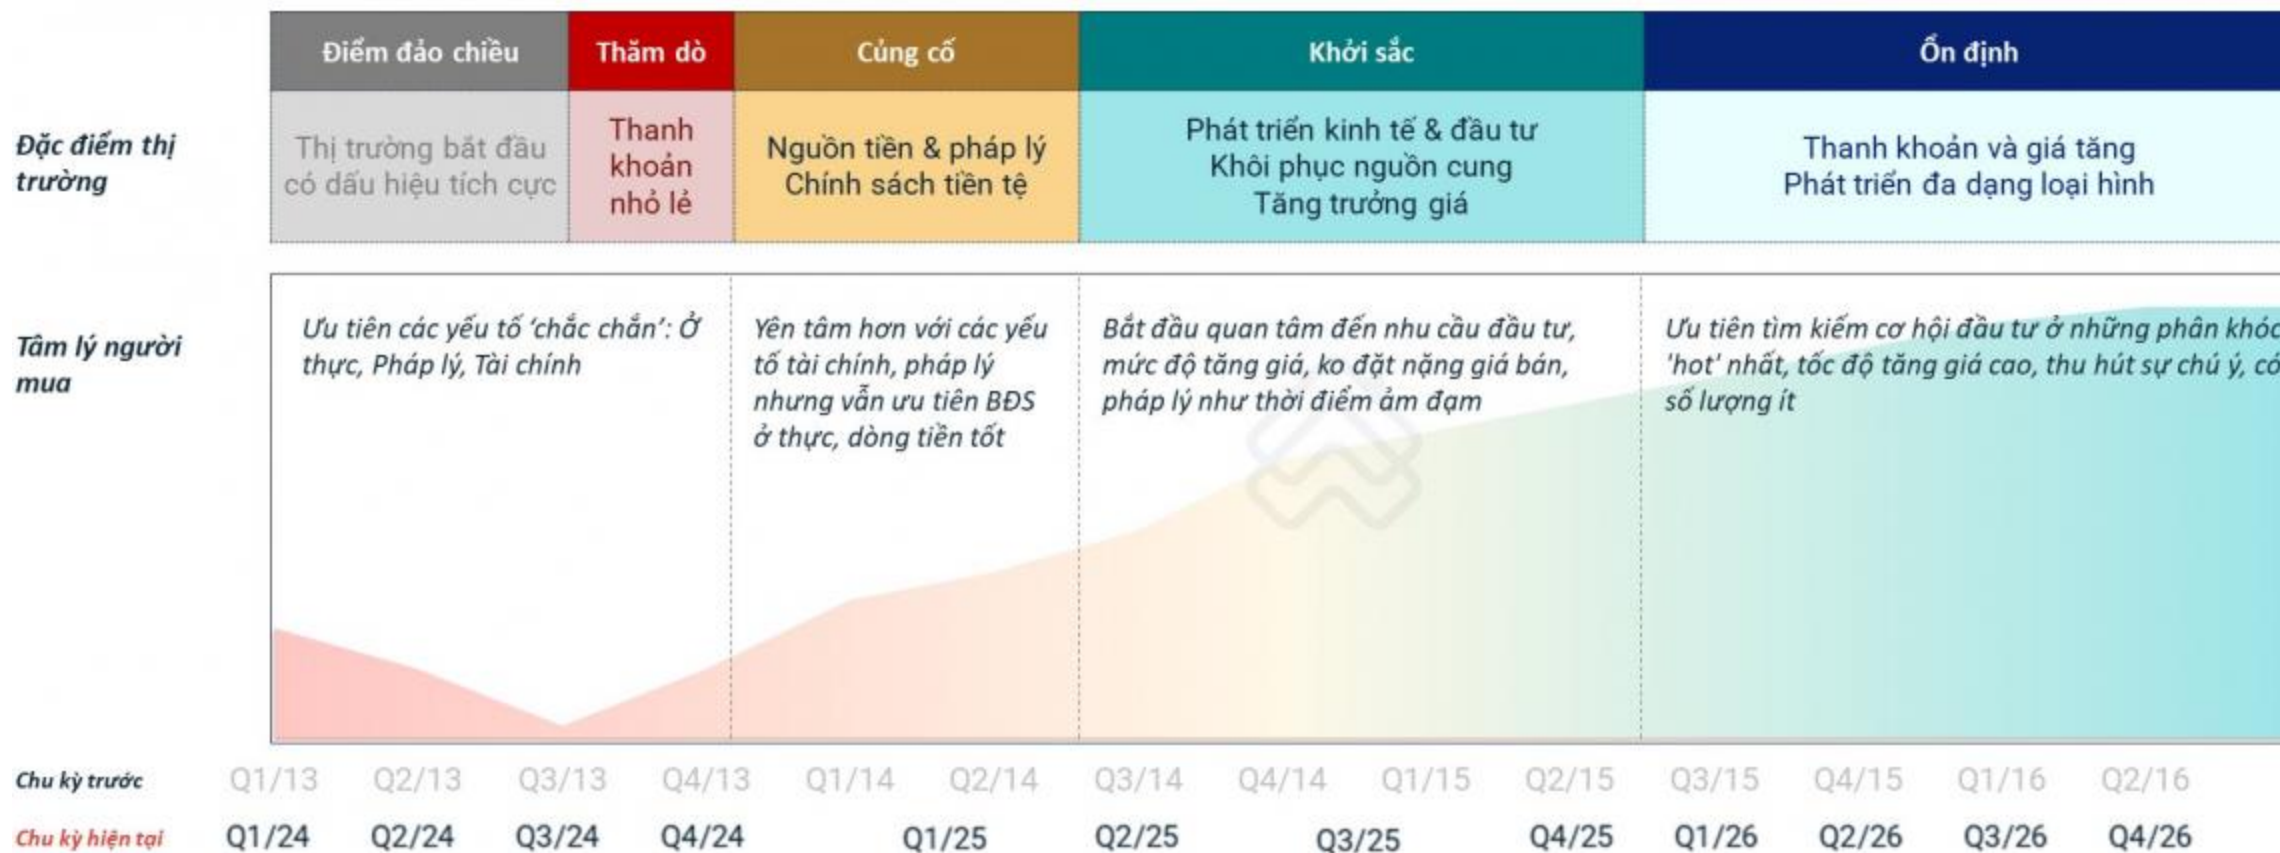 Điểm đảo chiều
Thăm dò
Củng cố
Khởi sắc
Ổn định
Đặc điểm thị
trường
Thị trường bắt đầu
có dấu hiệu tích cực
Thanh
khoản
nhỏ lẻ
Nguồn tiền & pháp lý
Chính sách tiền tệ
Phát triển kinh tế & đầu tư
Khôi phục nguồn cung
Tăng trưởng giá
Thanh khoản và giá tăng
Phát triển đa dạng loại hình
Tâm lý người
mua
Ưu tiên các yếu tố ‘chắc chắn’: Ở
thực, Pháp lý, Tài chính
Yên tâm hơn với các yếu
tố tài chính, pháp lý
nhưng vẫn ưu tiên BĐS
ở thực, dòng tiền tốt
Bắt đầu quan tâm đến nhu cầu đầu tư,
mức độ tăng giá, ko đặt nặng giá bán,
pháp lý như thời điểm ảm đạm
Ưu tiên tìm kiếm cơ hội đầu tư ở những phân khóc
'hot' nhất, tốc độ tăng giá cao, thu hút sự chú ý, có
số lượng ít
Chu kỳ trước Q1/13 Q2/13 Q3/13 Q4/13 Q1/14 Q2/14 Q3/14 Q4/14 Q1/15 Q2/15 Q3/15 Q4/15 Q1/16 Q2/16
Chu kỳ hiện tại Q1/24 Q2/24 Q3/24 Q4/24 Q1/25 Q2/25 Q3/25 Q4/25 Q1/26 Q2/26 Q3/26 Q4/26